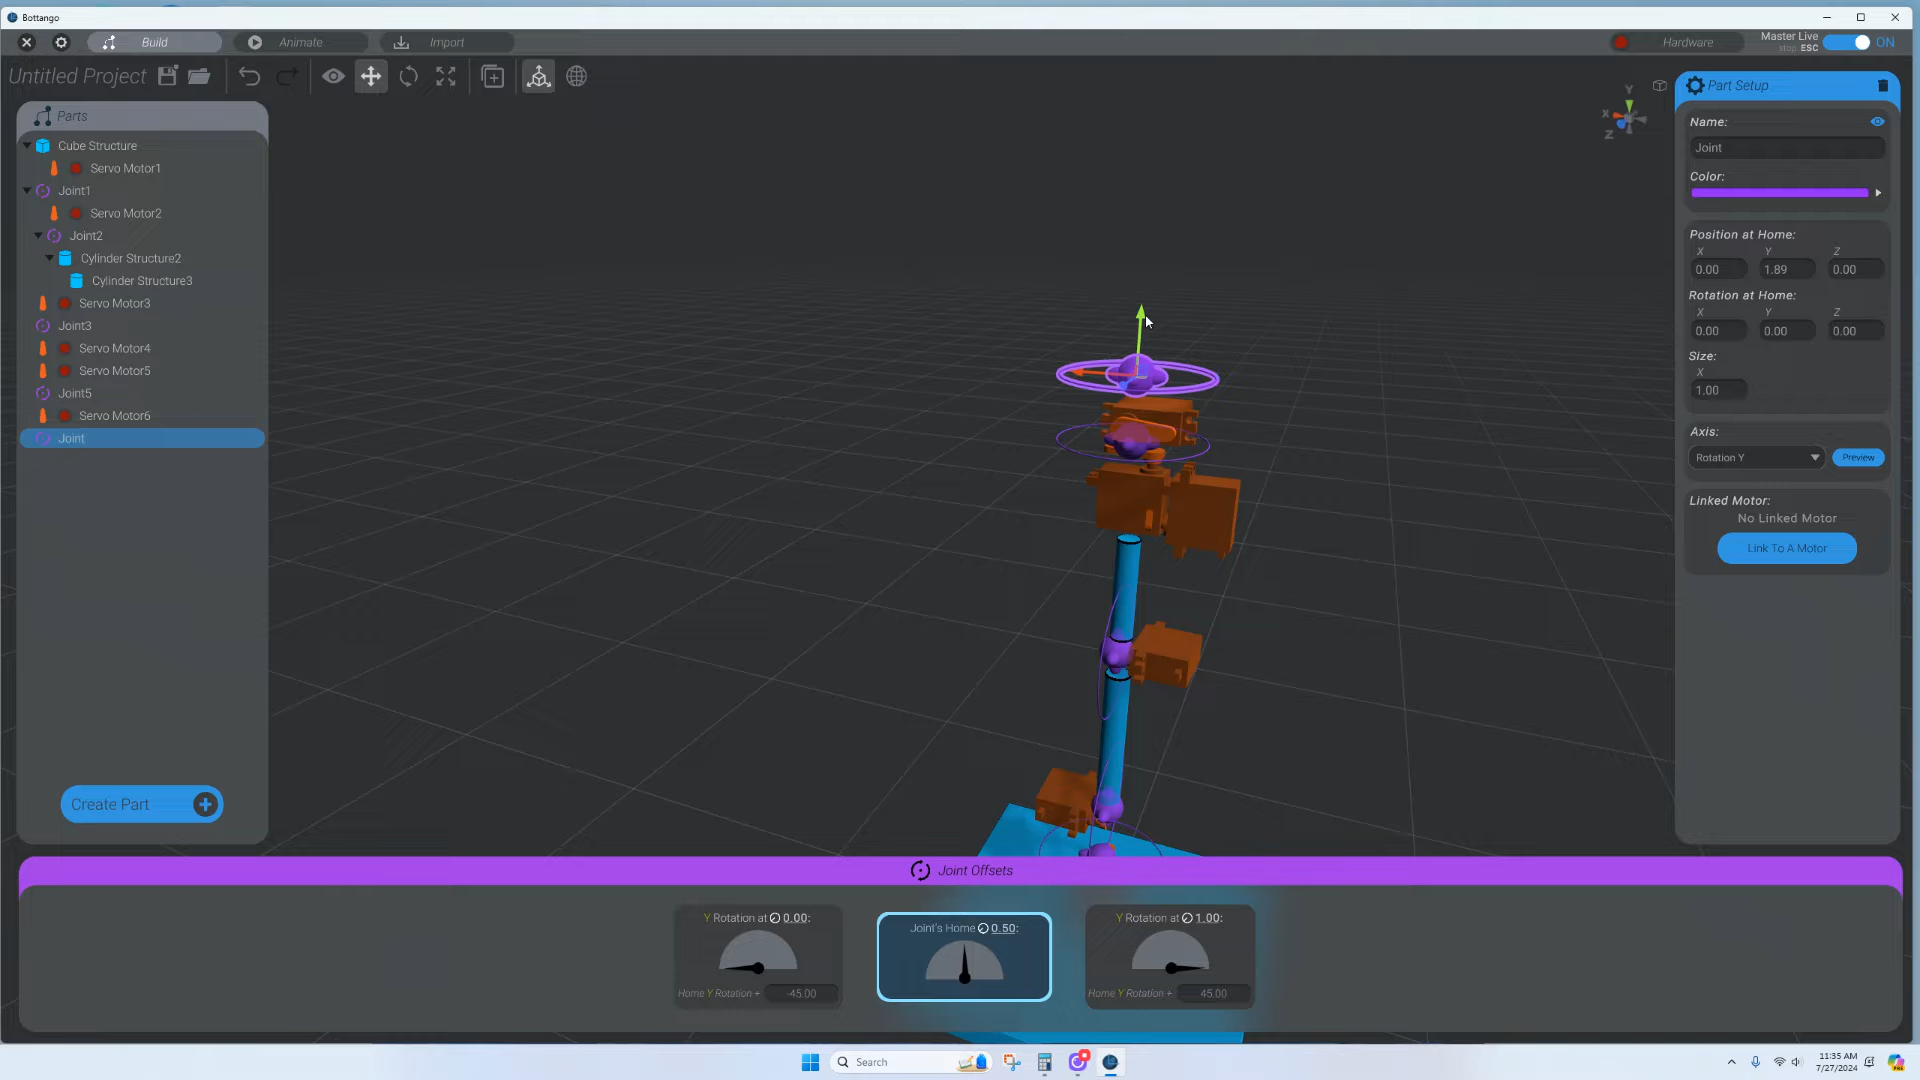 Bottango
Build
Animate
Import
Hardware
Master Live
stop ESC
ON
Untitled Project
Parts
Cube Structure
Servo Motor1
Joint1
Servo Motor2
Joint2
Cylinder Structure2
Cylinder Structure3
Servo Motor3
Joint3
Servo Motor4
Servo Motor5
Joint5
Servo Motor6
Joint
Create Part
Y
X
Z
Part Setup
Name:
Joint
Color:
Position at Home:
X Y Z
0.00 1.89 0.00
Rotation at Home:
X Y Z
0.00 0.00 0.00
Size:
X
1.00
Axis:
Rotation Y Preview
Linked Motor:
No Linked Motor
Link To A Motor
Joint Offsets
Y Rotation at 0.00:
Home Y Rotation + -45.00
Joint's Home 0.50:
Y Rotation at 1.00:
Home Y Rotation + 45.00
Search
11:35 AM
7/27/2024